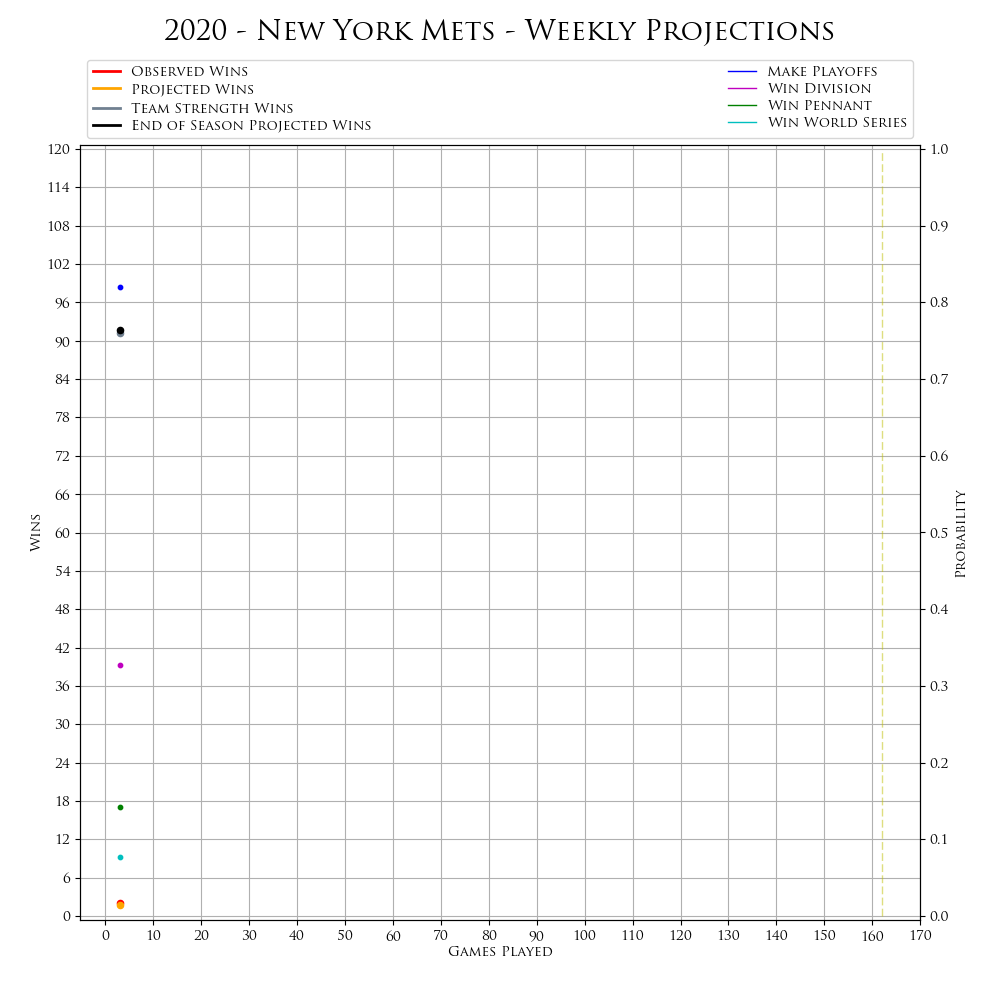 2020 - New York Mets - Weekly Projections
Observed Wins
Projected Wins
Team Strength Wins
End of Season Projected Wins
Make Playoffs
Win Division
Win Pennant
Win World Series
120
114
108
102
96
90
84
78
72
66
60
54
48
42
36
30
24
18
12
6
0
Wins
1.0
0.9
0.8
0.7
0.6
0.5
0.4
0.3
0.2
0.1
0.0
Probability
0 10 20 30 40 50 60 70 80 90 100 110 120 130 140 150 160 170
Games Played